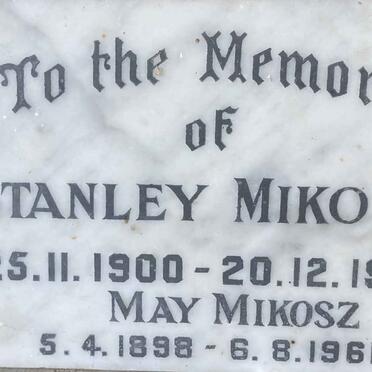 To the Memor
of
TANLEY MIKO
25.11.1900 - 20.12.19
MAY MIKOSZ
5.4.1898 - 6.8.1961